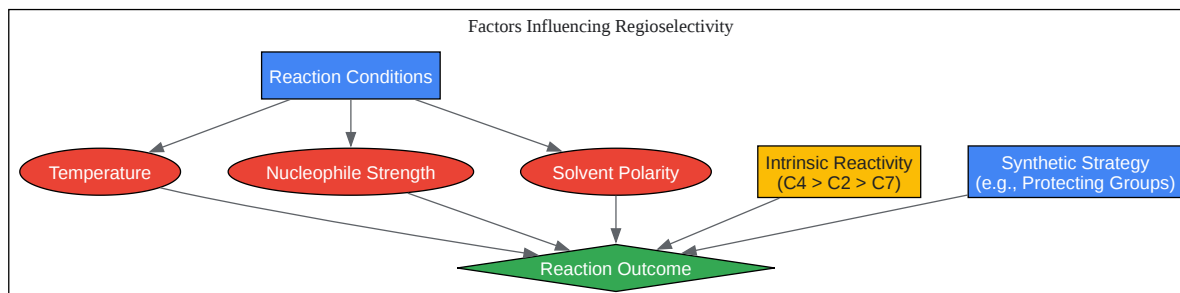 Factors Influencing Regioselectivity
Reaction Conditions
Temperature
Nucleophile Strength
Solvent Polarity
Intrinsic Reactivity
(C4 > C2 > C7)
Synthetic Strategy
(e.g., Protecting Groups)
Reaction Outcome